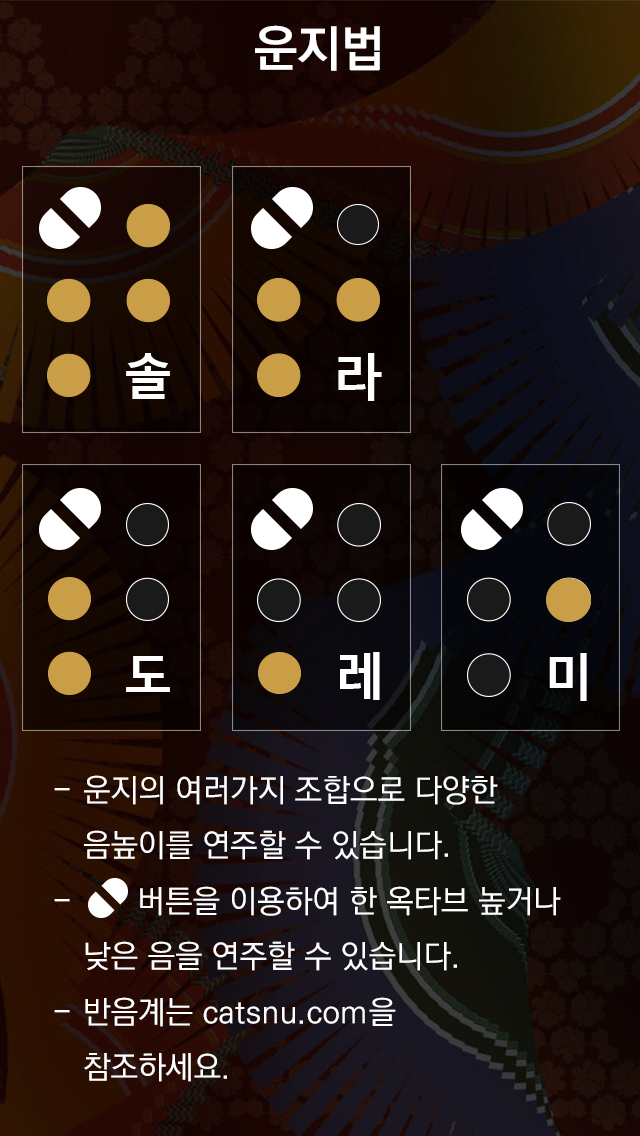 운지법
솔
라
도
레
미
- 운지의 여러가지 조합으로 다양한
음높이를 연주할 수 있습니다.
- 버튼을 이용하여 한 옥타브 높거나
낮은 음을 연주할 수 있습니다.
- 반음계는 catsnu.com을
참조하세요.